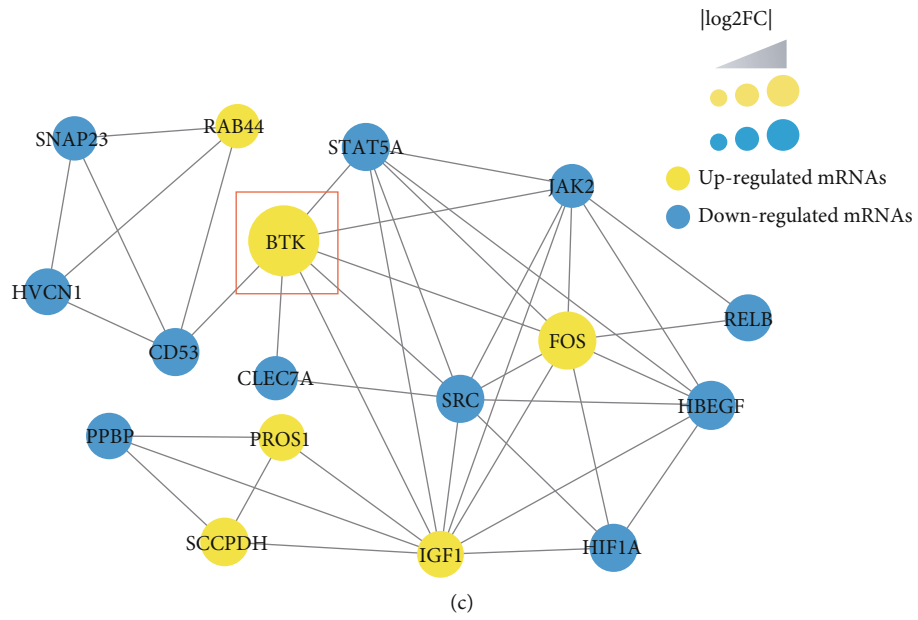 |log2FC|
SNAP23
RAB44
STAT5A
JAK2
Up-regulated mRNAs
Down-regulated mRNAs
BTK
HVCN1
CD53
CLEC7A
FOS
RELB
SRC
HBEGF
PPBP
PROS1
SCCPDH
IGF1
HIF1A
(c)